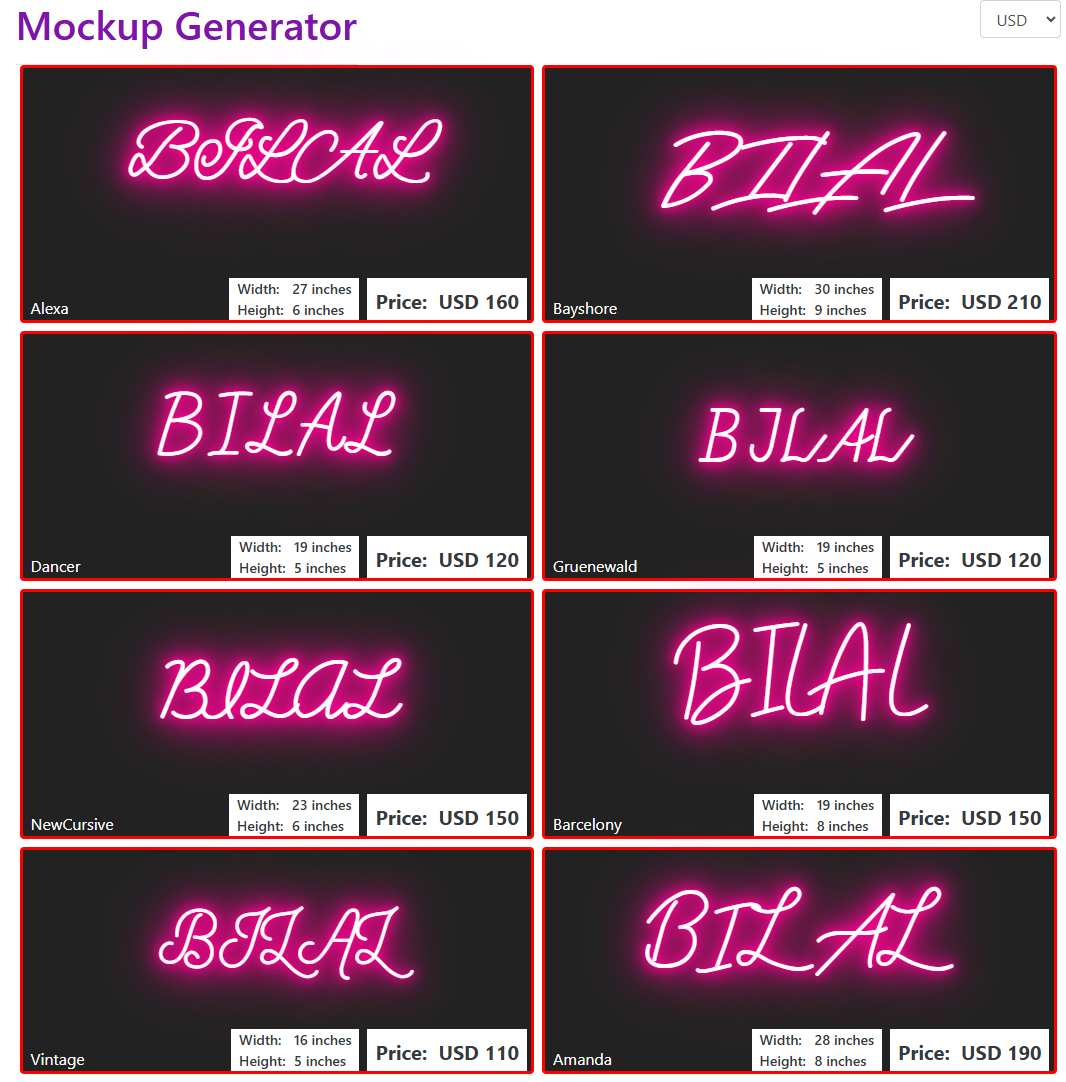 Mockup Generator
USD
BILAL
Alexa
Width: 27 inches
Height: 6 inches
Price: USD 160
BILAL
Bayshore
Width: 30 inches
Height: 9 inches
Price: USD 210
BILAL
Dancer
Width: 19 inches
Height: 5 inches
Price: USD 120
BILAL
Gruenewald
Width: 19 inches
Height: 5 inches
Price: USD 120
BILAL
NewCursive
Width: 23 inches
Height: 6 inches
Price: USD 150
BILAL
Barcelony
Width: 19 inches
Height: 8 inches
Price: USD 150
BILAL
Vintage
Width: 16 inches
Height: 5 inches
Price: USD 110
BILAL
Amanda
Width: 28 inches
Height: 8 inches
Price: USD 190